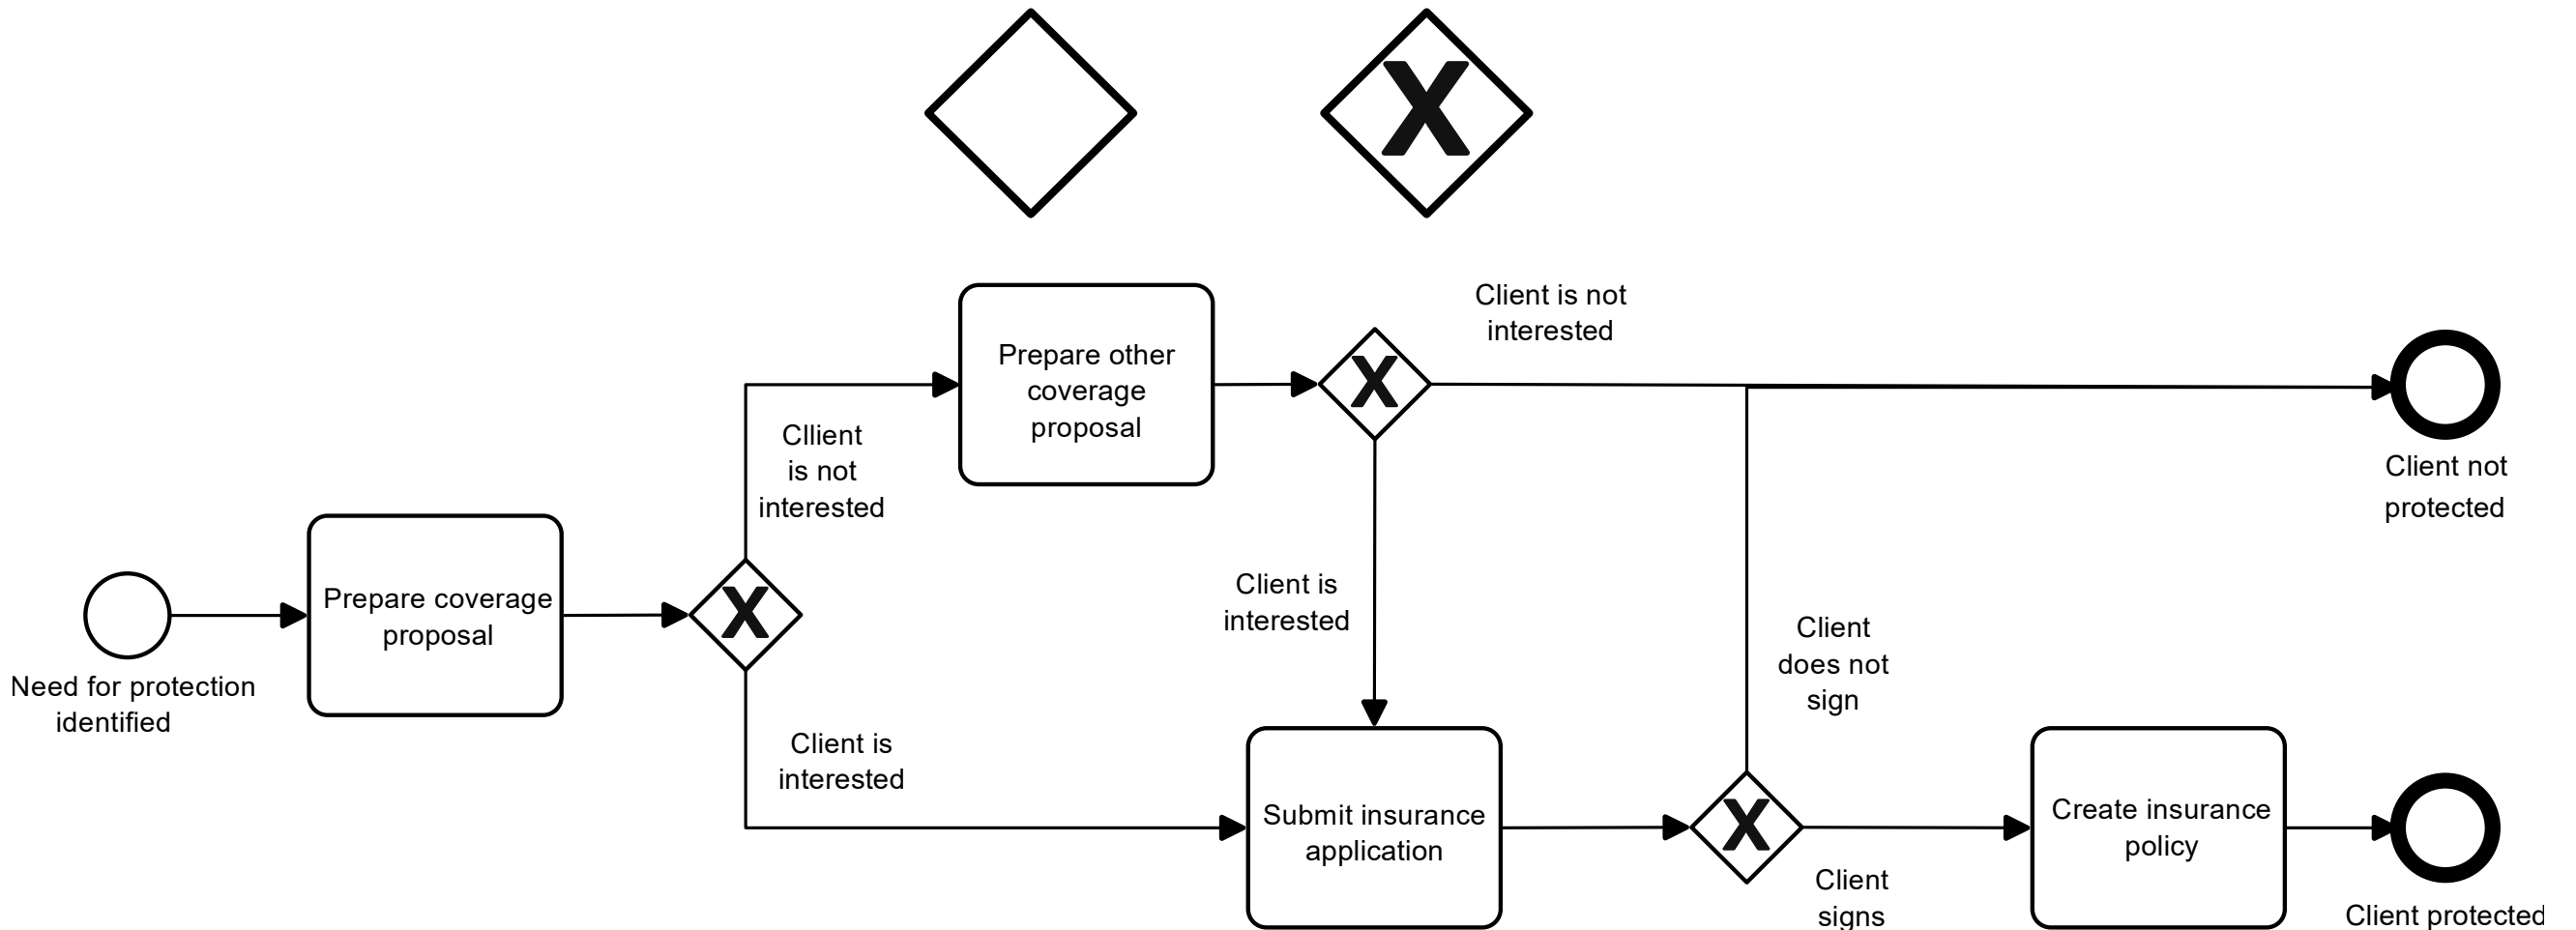 Client is not
interested
Prepare other
coverage
proposal
Cllient
is not
interested
Client not
protected
Prepare coverage
proposal
Client is
interested
Client
does not
sign
Need for protection
identified
Client is
interested
Submit insurance
application
Create insurance
policy
Client
signs
Client protected